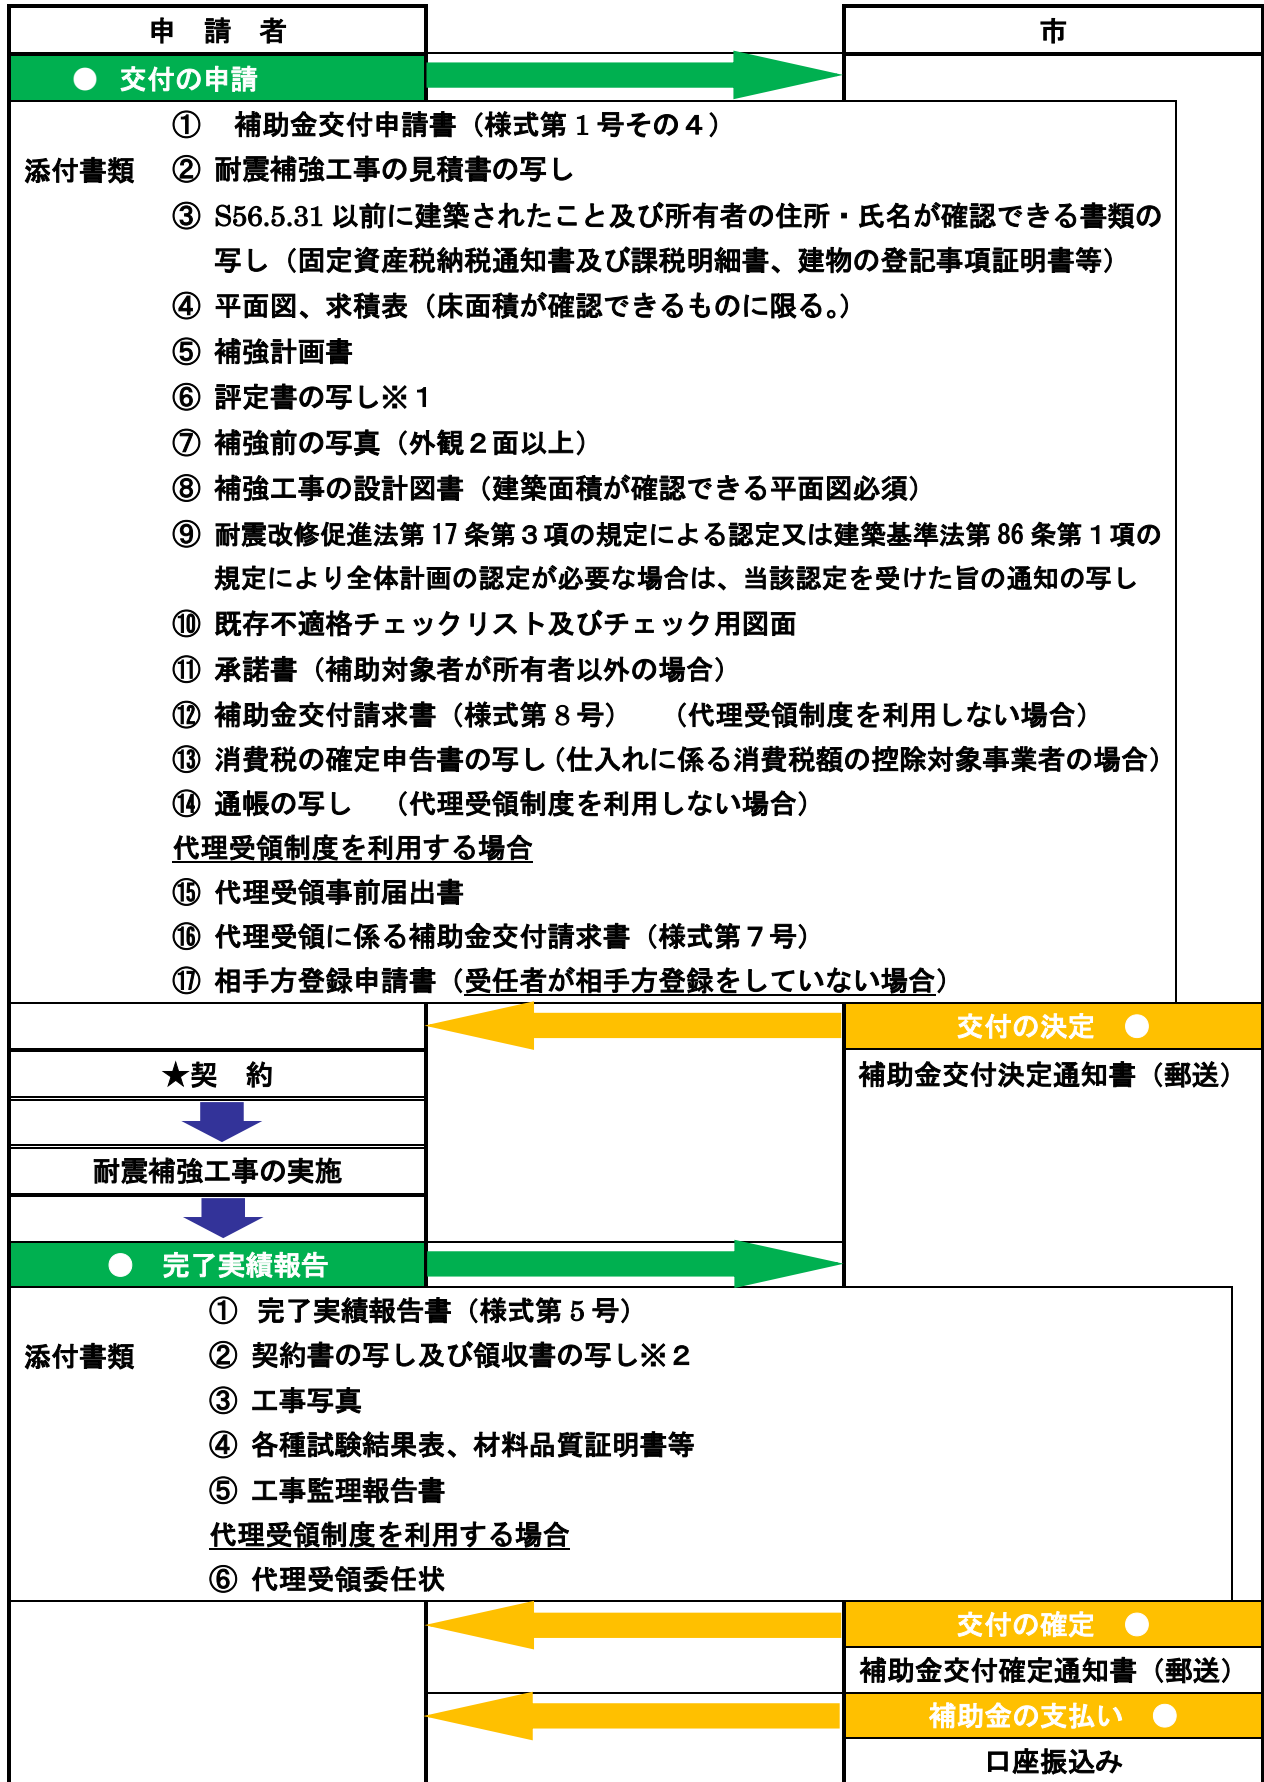 申　請　者
市
●　交付の申請
①　補助金交付申請書（様式第１号その４）
添付書類　② 耐震補強工事の見積書の写し
③ S56.5.31 以前に建築されたこと及び所有者の住所・氏名が確認できる書類の
写し（固定資産税納税通知書及び課税明細書、建物の登記事項証明書等）
④ 平面図、求積表（床面積が確認できるものに限る。）
⑤ 補強計画書
⑥ 評定書の写し※１
⑦ 補強前の写真（外観２面以上）
⑧ 補強工事の設計図書（建築面積が確認できる平面図必須）
⑨ 耐震改修促進法第 17 条第３項の規定による認定又は建築基準法第 86 条第１項の
規定により全体計画の認定が必要な場合は、当該認定を受けた旨の通知の写し
⑩ 既存不適格チェックリスト及びチェック用図面
⑪ 承諾書（補助対象者が所有者以外の場合）
⑫ 補助金交付請求書（様式第８号）　（代理受領制度を利用しない場合）
⑬ 消費税の確定申告書の写し（仕入れに係る消費税額の控除対象事業者の場合）
⑭ 通帳の写し　（代理受領制度を利用しない場合）
代理受領制度を利用する場合
⑮ 代理受領事前届出書
⑯ 代理受領に係る補助金交付請求書（様式第７号）
⑰ 相手方登録申請書（受任者が相手方登録をしていない場合）
交付の決定　●
★契　約
補助金交付決定通知書（郵送）
耐震補強工事の実施
●　完了実績報告
①　完了実績報告書（様式第５号）
添付書類　② 契約書の写し及び領収書の写し※２
③ 工事写真
④ 各種試験結果表、材料品質証明書等
⑤ 工事監理報告書
代理受領制度を利用する場合
⑥ 代理受領委任状
交付の確定　●
補助金交付確定通知書（郵送）
補助金の支払い　●
口座振込み